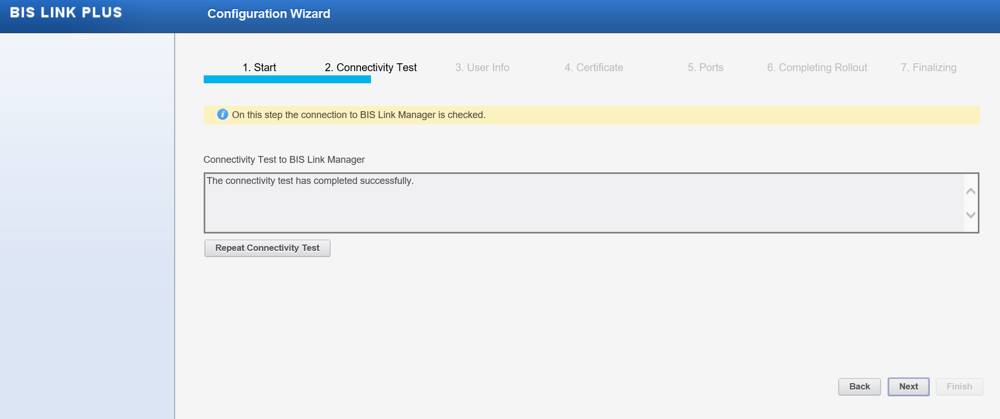 BIS LINK PLUS
Configuration Wizard
1. Start
2. Connectivity Test
3. User Info
4. Certificate
5. Ports
6. Completing Rollout
7. Finalizing
On this step the connection to BIS Link Manager is checked.
Connectivity Test to BIS Link Manager
The connectivity test has completed successfully.
Repeat Connectivity Test
Back
Next
Finish